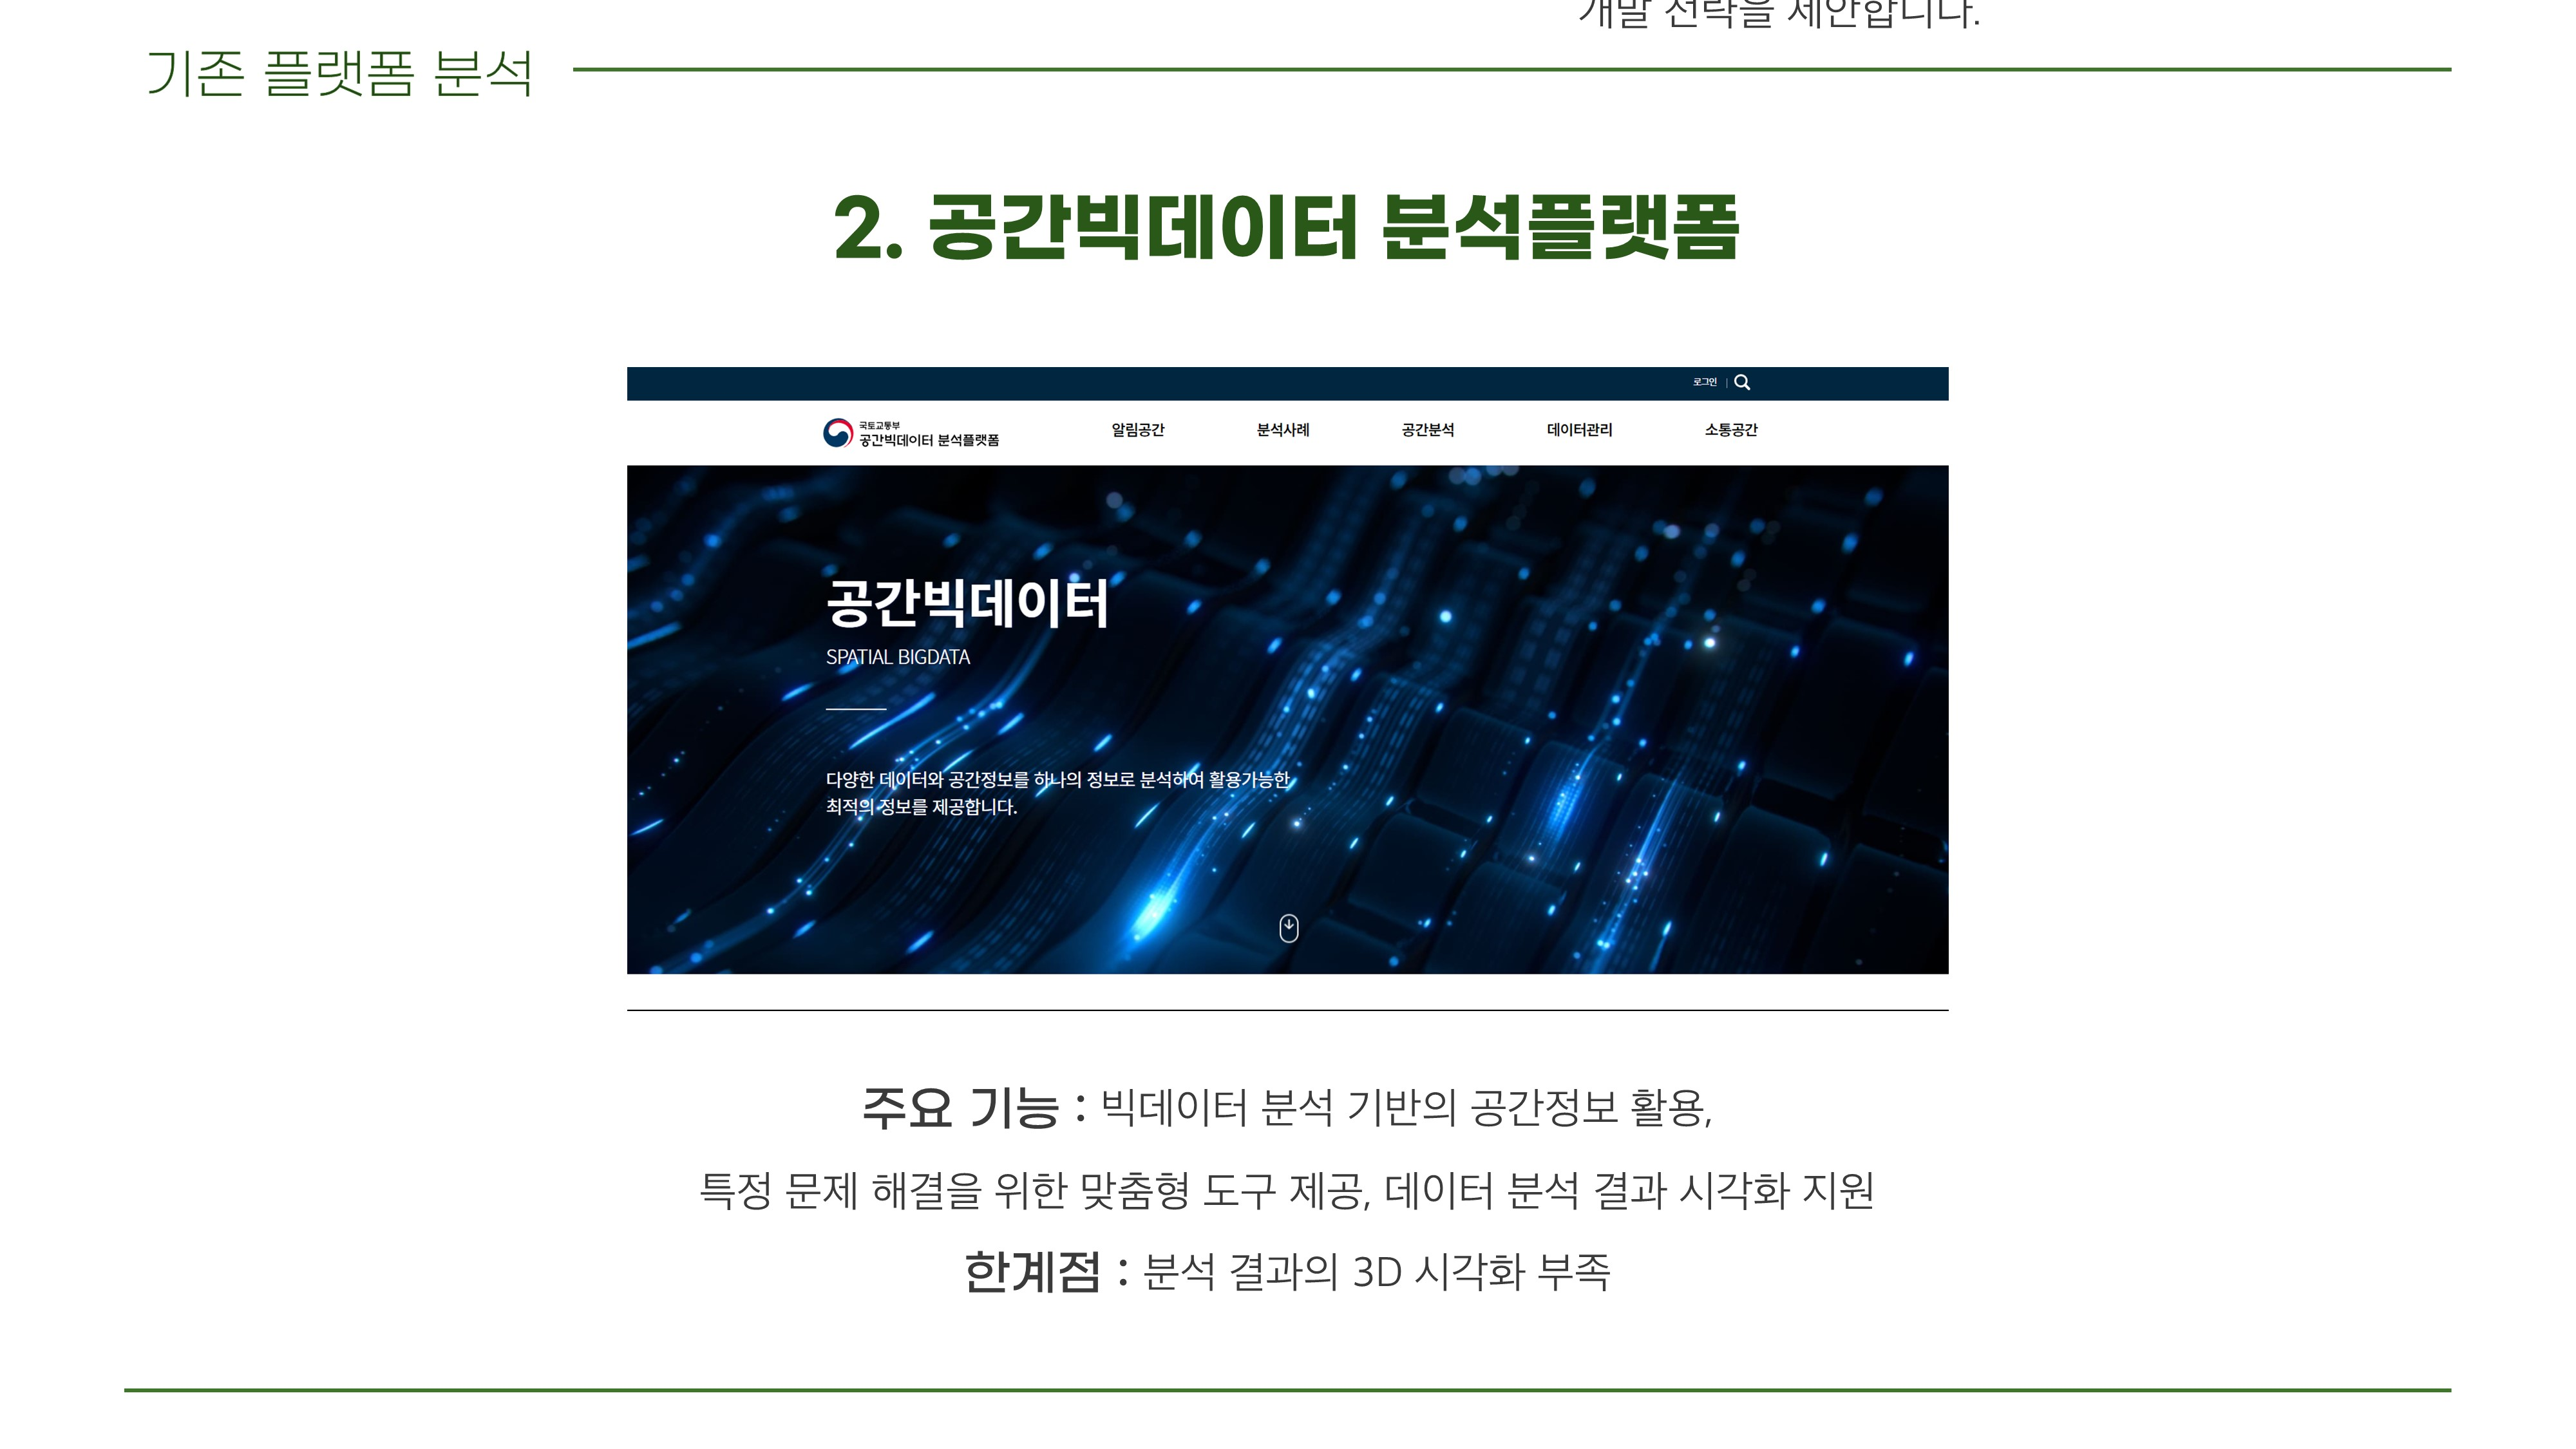 개발 전략을 제안합니다.
기존 플랫폼 분석
2. 공간빅데이터 분석플랫폼
로그인
국토교통부
공간빅데이터 분석플랫폼
알림공간 분석사례 공간분석 데이터관리 소통공간
공간빅데이터
SPATIAL BIGDATA
다양한 데이터와 공간정보를 하나의 정보로 분석하여 활용가능한
최적의 정보를 제공합니다.
주요 기능 : 빅데이터 분석 기반의 공간정보 활용,
특정 문제 해결을 위한 맞춤형 도구 제공, 데이터 분석 결과 시각화 지원
한계점 : 분석 결과의 3D 시각화 부족